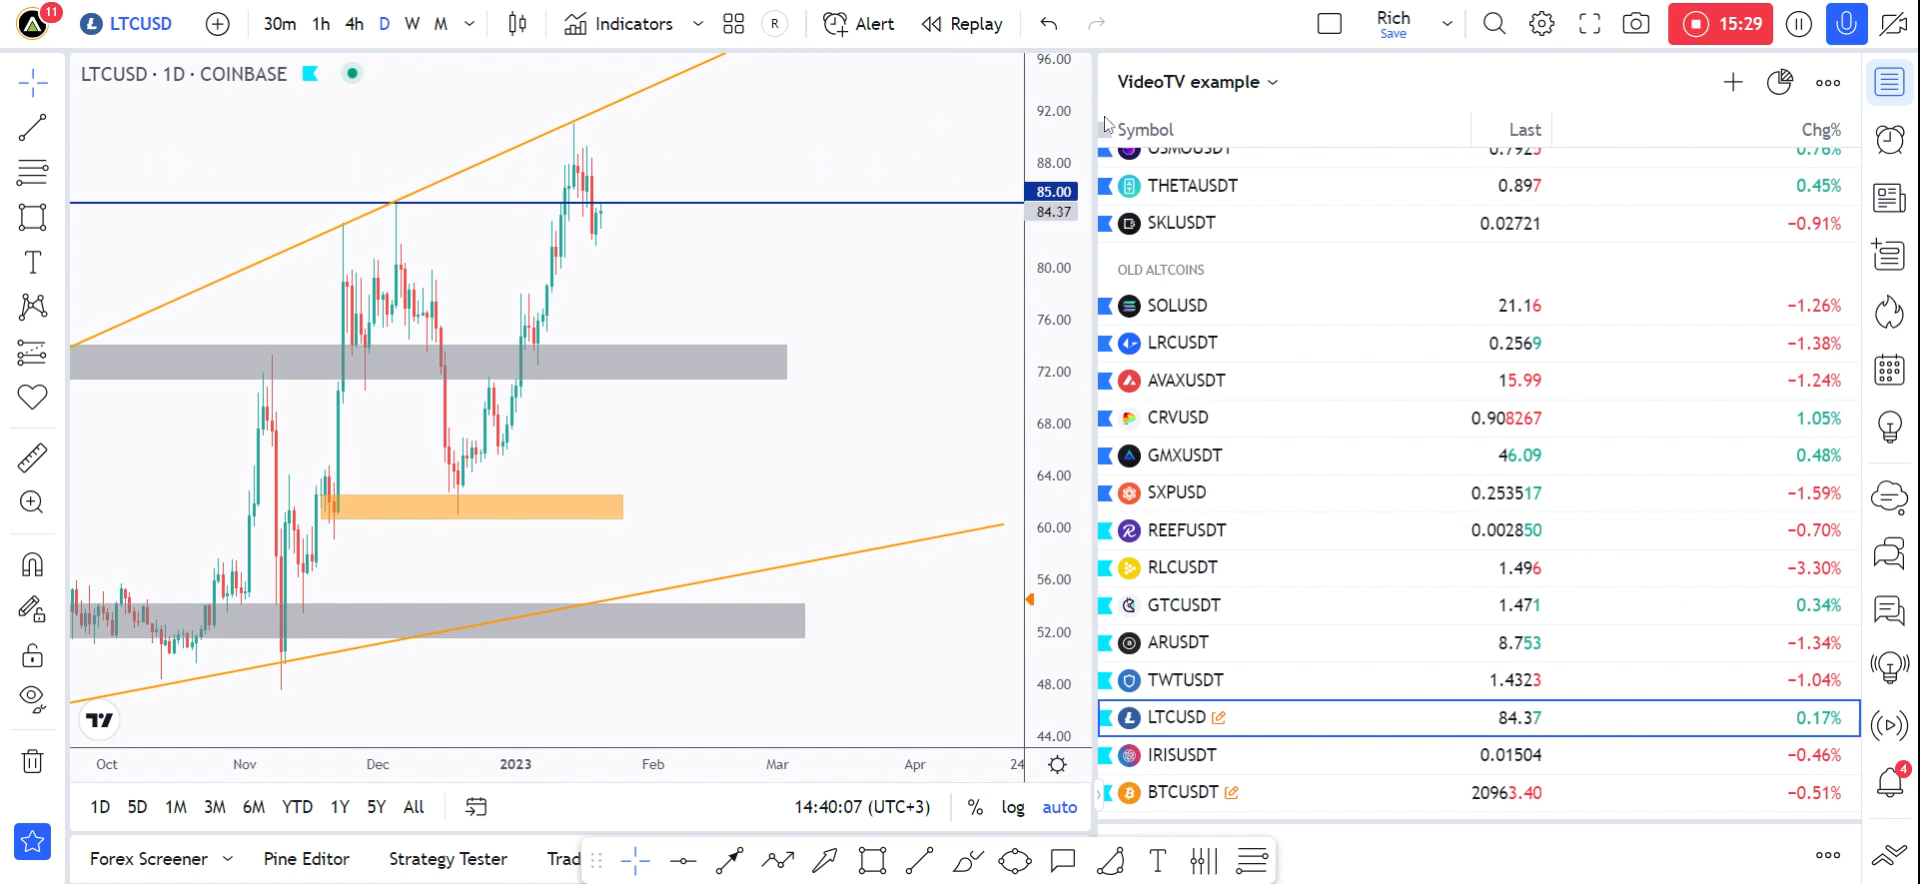 11
LTCUSD
30m 1h 4h D W M
Indicators
R
Alert
Replay
Rich
Save
15:29
LTCUSD · 1D · COINBASE
96.00
92.00
88.00
85.00
84.37
80.00
76.00
72.00
68.00
64.00
60.00
56.00
52.00
48.00
44.00
Oct Nov Dec 2023 Feb Mar Apr 24
1D 5D 1M 3M 6M YTD 1Y 5Y All
14:40:07 (UTC+3)
% log auto
Forex Screener Pine Editor Strategy Tester Trad
VideoTV example
Symbol Last Chg%
OSMOUSDT 0.7925 0.76%
THETAUSDT 0.897 0.45%
SKLUSDT 0.02721 −0.91%
OLD ALTCOINS
SOLUSD 21.16 −1.26%
LRCUSDT 0.2569 −1.38%
AVAXUSDT 15.99 −1.24%
CRVUSD 0.908267 1.05%
GMXUSDT 46.09 0.48%
SXPUSD 0.253517 −1.59%
REEFUSDT 0.002850 −0.70%
RLCUSDT 1.496 −3.30%
GTCUSDT 1.471 0.34%
ARUSDT 8.753 −1.34%
TWTUSDT 1.4323 −1.04%
LTCUSD 84.37 0.17%
IRISUSDT 0.01504 −0.46%
BTCUSDT 20963.40 −0.51%
4